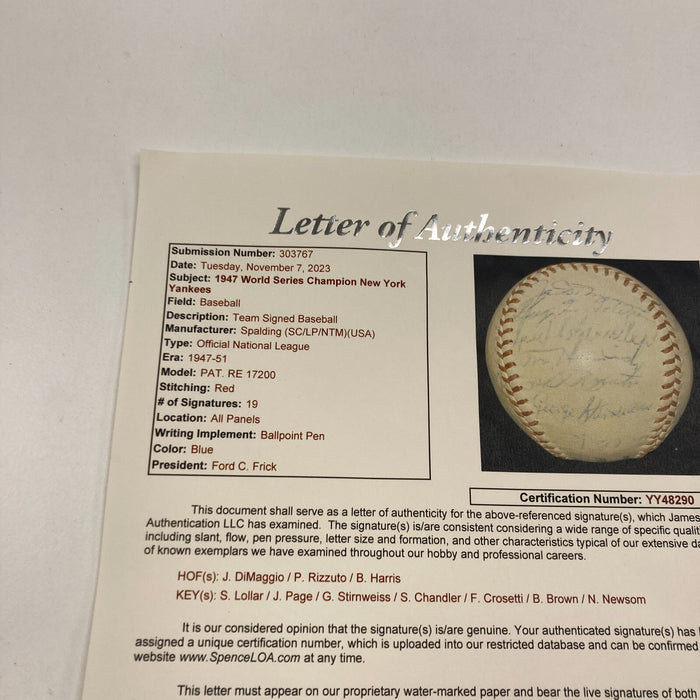 Letter of Authenticity
Submission Number: 303767
Date: Tuesday, November 7, 2023
Subject: 1947 World Series Champion New York
Yankees
Field: Baseball
Description: Team Signed Baseball
Manufacturer: Spalding (SC/LP/NTM)(USA)
Type: Official National League
Era: 1947-51
Model: PAT. RE 17200
Stitching: Red
# of Signatures: 19
Location: All Panels
Writing Implement: Ballpoint Pen
Color: Blue
President: Ford C. Frick
George Stirnweiss
Certification Number: YY48290
This document shall serve as a letter of authenticity for the above-referenced signature(s), which James
Authentication LLC has examined. The signature(s) is/are consistent considering a wide range of specific qualit
including slant, flow, pen pressure, letter size and formation, and other characteristics typical of our extensive da
of known exemplars we have examined throughout our hobby and professional careers.
HOF(s): J. DiMaggio / P. Rizzuto / B. Harris
KEY(s): S. Lollar / J. Page / G. Stirnweiss / S. Chandler / F. Crosetti / B. Brown / N. Newsom
It is our considered opinion that the signature(s) is/are genuine. Your authenticated signature(s) has
assigned a unique certification number, which is uploaded into our restricted database and can be confirmed
website www.SpenceLOA.com at any time.
This letter must appear on our proprietary water-marked paper and bear the live signatures of both